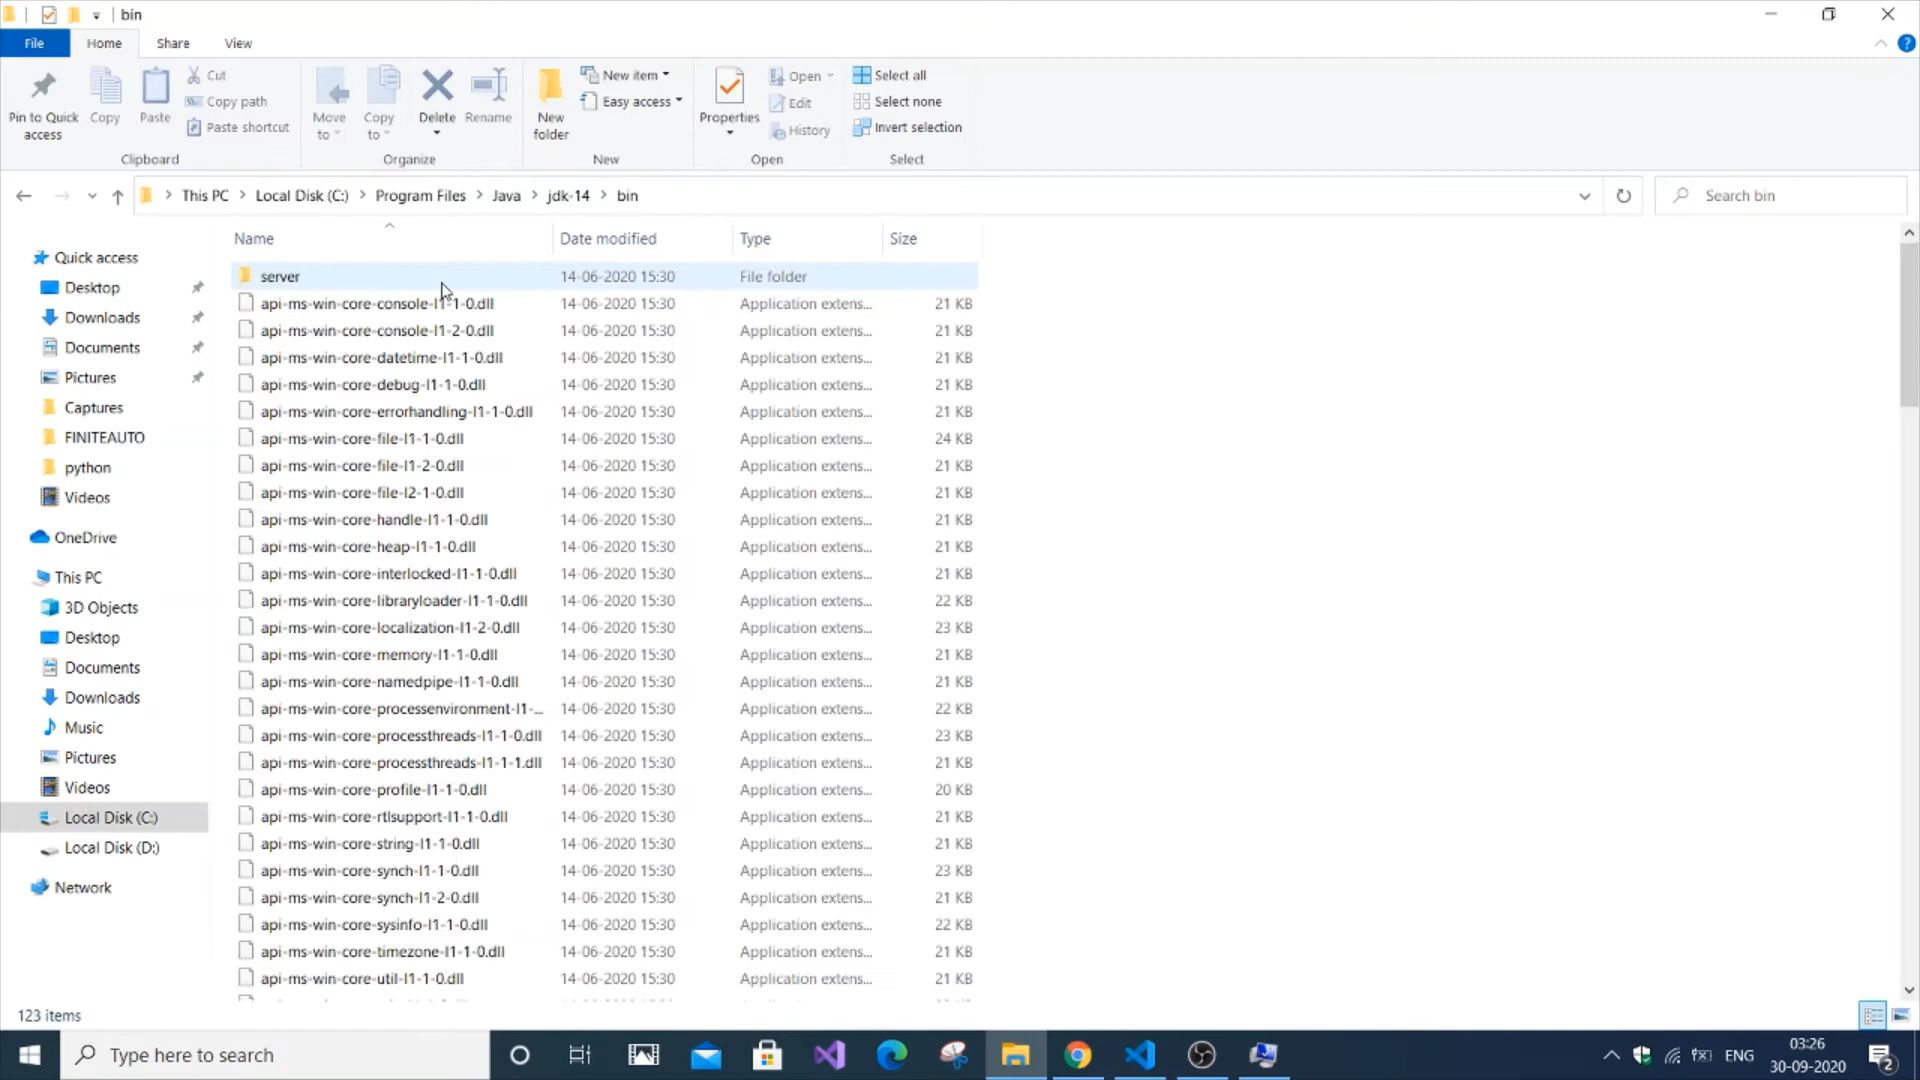 bin
File
Home
Share
View
Pin to Quick access
Copy
Paste
Cut
Copy path
Paste shortcut
Clipboard
Move to
Copy to
Delete
Rename
Organize
New folder
New item
Easy access
New
Properties
Open
Edit
History
Open
Select all
Select none
Invert selection
Select
This PC > Local Disk (C:) > Program Files > Java > jdk-14 > bin
Search bin
Quick access
Desktop
Downloads
Documents
Pictures
Captures
FINITEAUTO
python
Videos
OneDrive
This PC
3D Objects
Desktop
Documents
Downloads
Music
Pictures
Videos
Local Disk (C:)
Local Disk (D:)
Network
Name Date modified Type Size
server 14-06-2020 15:30 File folder
api-ms-win-core-console-l1-1-0.dll 14-06-2020 15:30 Application extens... 21 KB
api-ms-win-core-console-l1-2-0.dll 14-06-2020 15:30 Application extens... 21 KB
api-ms-win-core-datetime-l1-1-0.dll 14-06-2020 15:30 Application extens... 21 KB
api-ms-win-core-debug-l1-1-0.dll 14-06-2020 15:30 Application extens... 21 KB
api-ms-win-core-errorhandling-l1-1-0.dll 14-06-2020 15:30 Application extens... 21 KB
api-ms-win-core-file-l1-1-0.dll 14-06-2020 15:30 Application extens... 24 KB
api-ms-win-core-file-l1-2-0.dll 14-06-2020 15:30 Application extens... 21 KB
api-ms-win-core-file-l2-1-0.dll 14-06-2020 15:30 Application extens... 21 KB
api-ms-win-core-handle-l1-1-0.dll 14-06-2020 15:30 Application extens... 21 KB
api-ms-win-core-heap-l1-1-0.dll 14-06-2020 15:30 Application extens... 21 KB
api-ms-win-core-interlocked-l1-1-0.dll 14-06-2020 15:30 Application extens... 21 KB
api-ms-win-core-libraryloader-l1-1-0.dll 14-06-2020 15:30 Application extens... 22 KB
api-ms-win-core-localization-l1-2-0.dll 14-06-2020 15:30 Application extens... 23 KB
api-ms-win-core-memory-l1-1-0.dll 14-06-2020 15:30 Application extens... 21 KB
api-ms-win-core-namedpipe-l1-1-0.dll 14-06-2020 15:30 Application extens... 21 KB
api-ms-win-core-processenvironment-l1-... 14-06-2020 15:30 Application extens... 22 KB
api-ms-win-core-processthreads-l1-1-0.dll 14-06-2020 15:30 Application extens... 23 KB
api-ms-win-core-processthreads-l1-1-1.dll 14-06-2020 15:30 Application extens... 21 KB
api-ms-win-core-profile-l1-1-0.dll 14-06-2020 15:30 Application extens... 20 KB
api-ms-win-core-rtlsupport-l1-1-0.dll 14-06-2020 15:30 Application extens... 21 KB
api-ms-win-core-string-l1-1-0.dll 14-06-2020 15:30 Application extens... 21 KB
api-ms-win-core-synch-l1-1-0.dll 14-06-2020 15:30 Application extens... 23 KB
api-ms-win-core-synch-l1-2-0.dll 14-06-2020 15:30 Application extens... 21 KB
api-ms-win-core-sysinfo-l1-1-0.dll 14-06-2020 15:30 Application extens... 22 KB
api-ms-win-core-timezone-l1-1-0.dll 14-06-2020 15:30 Application extens... 21 KB
api-ms-win-core-util-l1-1-0.dll 14-06-2020 15:30 Application extens... 21 KB
123 items
Type here to search
ENG
03:26
30-09-2020
2